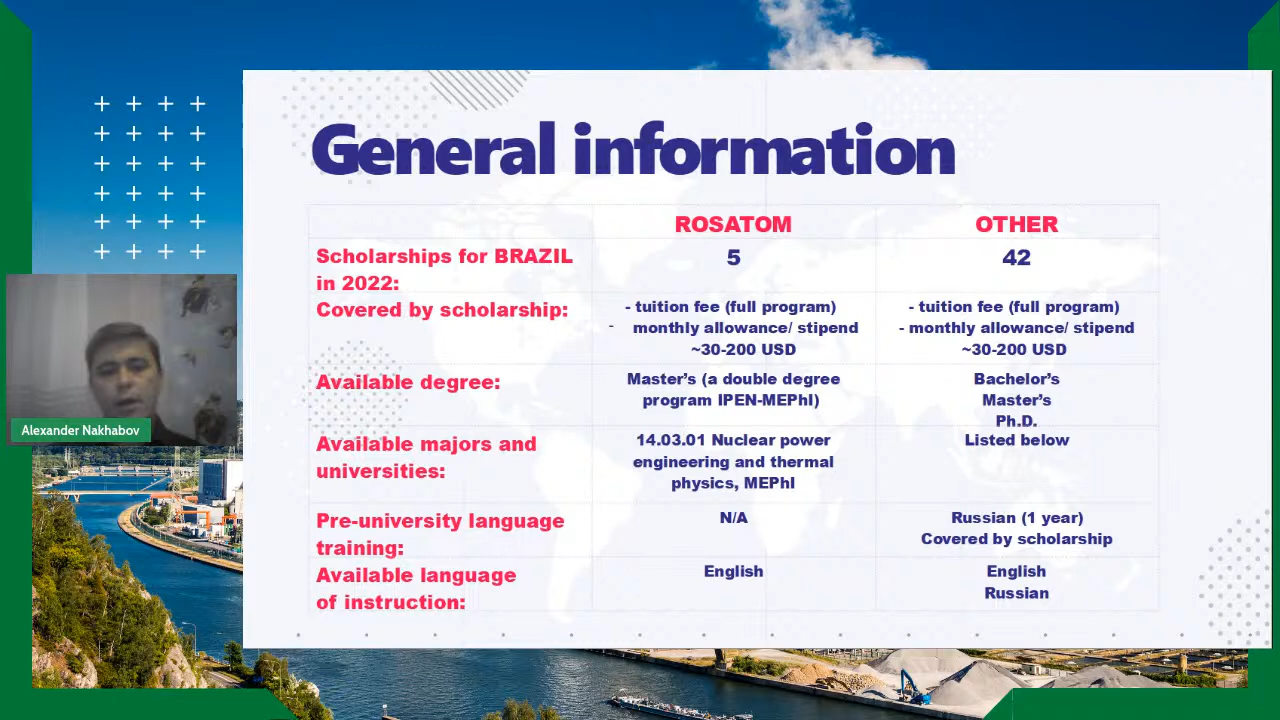 General information
ROSATOM
OTHER
Scholarships for BRAZIL
in 2022:
5
42
Covered by scholarship:
- tuition fee (full program)
- monthly allowance/ stipend
~30-200 USD
- tuition fee (full program)
- monthly allowance/ stipend
~30-200 USD
Available degree:
Master's (a double degree
program IPEN-MEPhI)
Bachelor's
Master's
Ph.D.
Available majors and
universities:
14.03.01 Nuclear power
engineering and thermal
physics, MEPhI
Listed below
Pre-university language
training:
N/A
Russian (1 year)
Covered by scholarship
Available language
of instruction:
English
English
Russian
Alexander Nakhabov